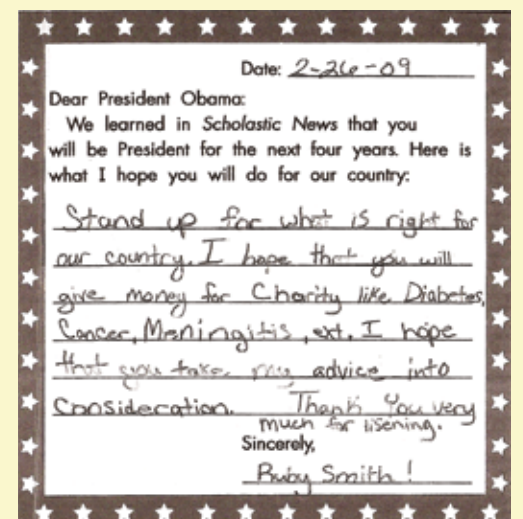 Date: 2-26-09
Dear President Obama:
We learned in Scholastic News that you
will be President for the next four years. Here is
what I hope you will do for our country:
Stand up for what is right for
our country. I hope that you will
give money for Charity like Diabetes,
Cancer, Meningitis, ext. I hope
that you take my advice into
Consideration. Thank You very
much for lisening.
Sincerely,
Ruby Smith!